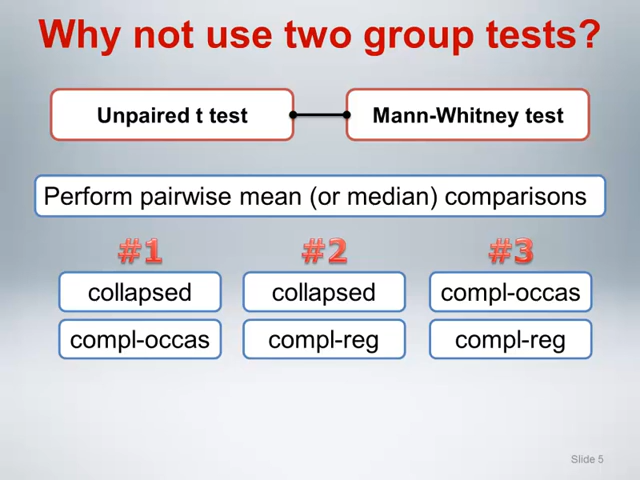 Why not use two group tests?
Unpaired t test
Mann-Whitney test
Perform pairwise mean (or median) comparisons
#1
#2
#3
collapsed
collapsed
compl-occas
compl-occas
compl-reg
compl-reg
Slide 5